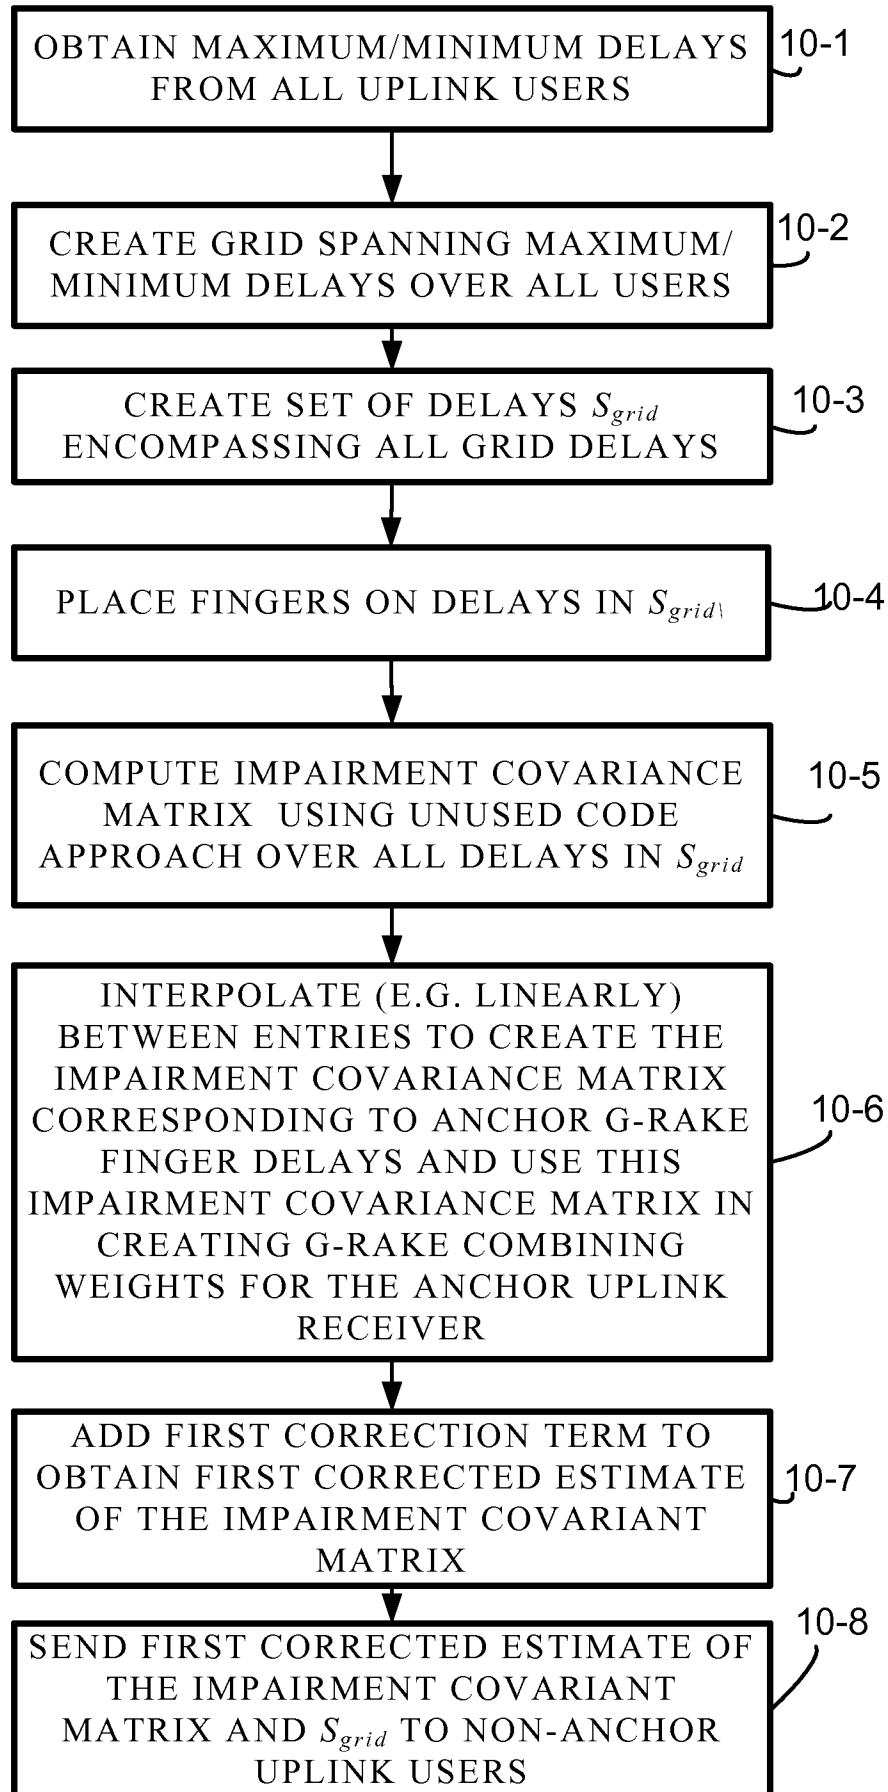 OBTAIN MAXIMUM/MINIMUM DELAYS
FROM ALL UPLINK USERS
10-1
CREATE GRID SPANNING MAXIMUM/
MINIMUM DELAYS OVER ALL USERS
10-2
CREATE SET OF DELAYS Sgrid
ENCOMPASSING ALL GRID DELAYS
10-3
PLACE FINGERS ON DELAYS IN Sgrid\
10-4
COMPUTE IMPAIRMENT COVARIANCE
MATRIX USING UNUSED CODE
APPROACH OVER ALL DELAYS IN Sgrid
10-5
INTERPOLATE (E.G. LINEARLY)
BETWEEN ENTRIES TO CREATE THE
IMPAIRMENT COVARIANCE MATRIX
CORRESPONDING TO ANCHOR G-RAKE
FINGER DELAYS AND USE THIS
IMPAIRMENT COVARIANCE MATRIX IN
CREATING G-RAKE COMBINING
WEIGHTS FOR THE ANCHOR UPLINK
RECEIVER
10-6
ADD FIRST CORRECTION TERM TO
OBTAIN FIRST CORRECTED ESTIMATE
OF THE IMPAIRMENT COVARIANT
MATRIX
10-7
SEND FIRST CORRECTED ESTIMATE OF
THE IMPAIRMENT COVARIANT
MATRIX AND Sgrid TO NON-ANCHOR
UPLINK USERS
10-8